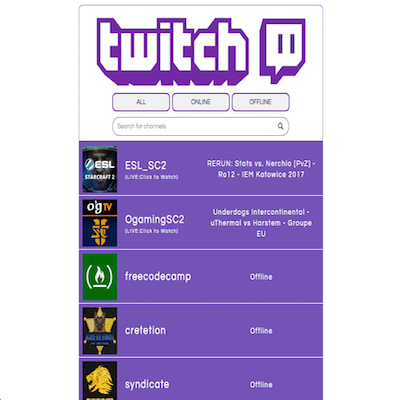 twitch
ALL ONLINE OFFLINE
Search for channels
ESL
STARCRAFT 2
ESL_SC2
(LIVE:Click to Watch)
RERUN: Stats vs. Nerchio [PvZ] -
Ro12 - IEM Katowice 2017
OGTV
OgamingSC2
(LIVE:Click to Watch)
Underdogs Intercontinental -
uThermal vs Harstem - Groupe
EU
freecodecamp
Offline
cretetion
Offline
syndicate
Offline